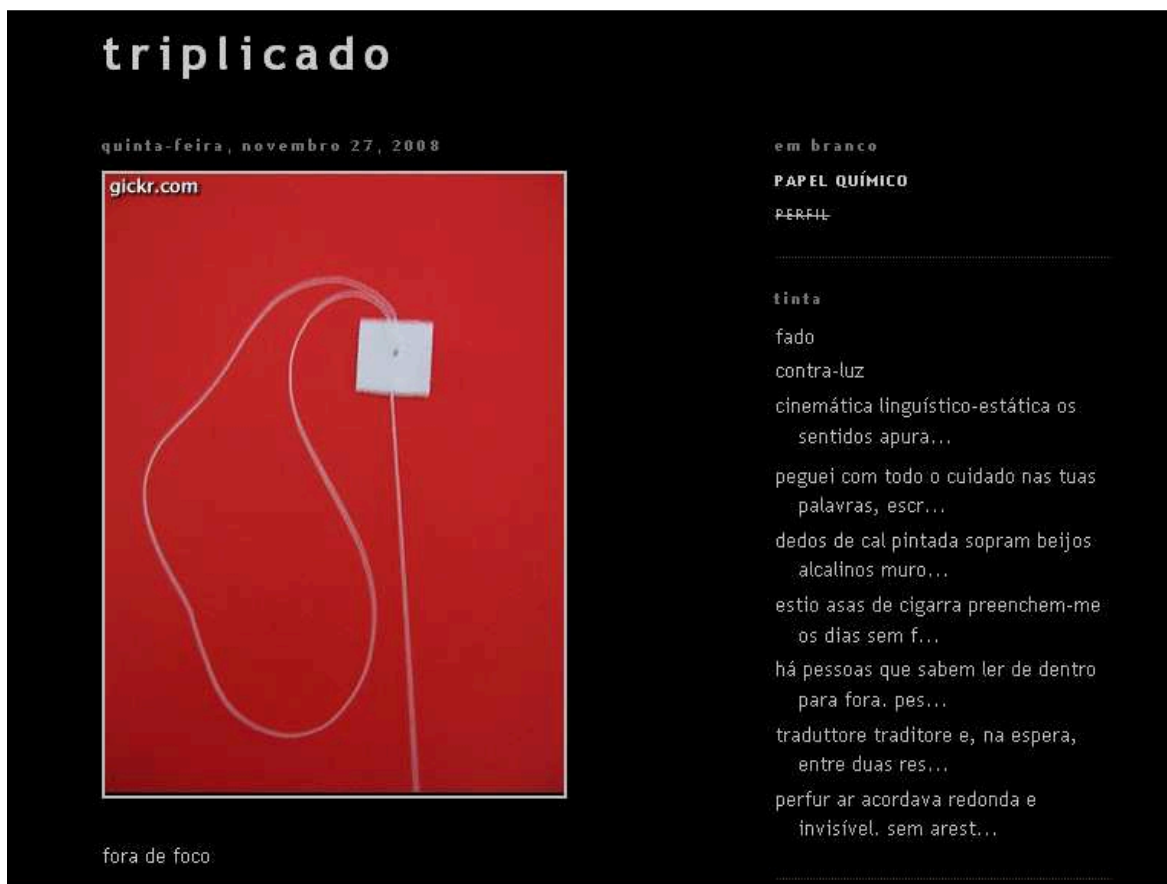 triplicado
quinta-feira, novembro 27, 2008
gickr.com
fora de foco
em branco
PAPEL QUÍMICO
PERFIL
tinta
fado
contra-luz
cinemática linguístico-estática os
sentidos apura...
peguei com todo o cuidado nas tuas
palavras, escr...
dedos de cal pintada sopram beijos
alcalinos muro...
estio asas de cigarra preenchem-me
os dias sem f...
há pessoas que sabem ler de dentro
para fora. pes...
traduttore traditore e, na espera,
entre duas res...
perfur ar acordava redonda e
invisível. sem arest...